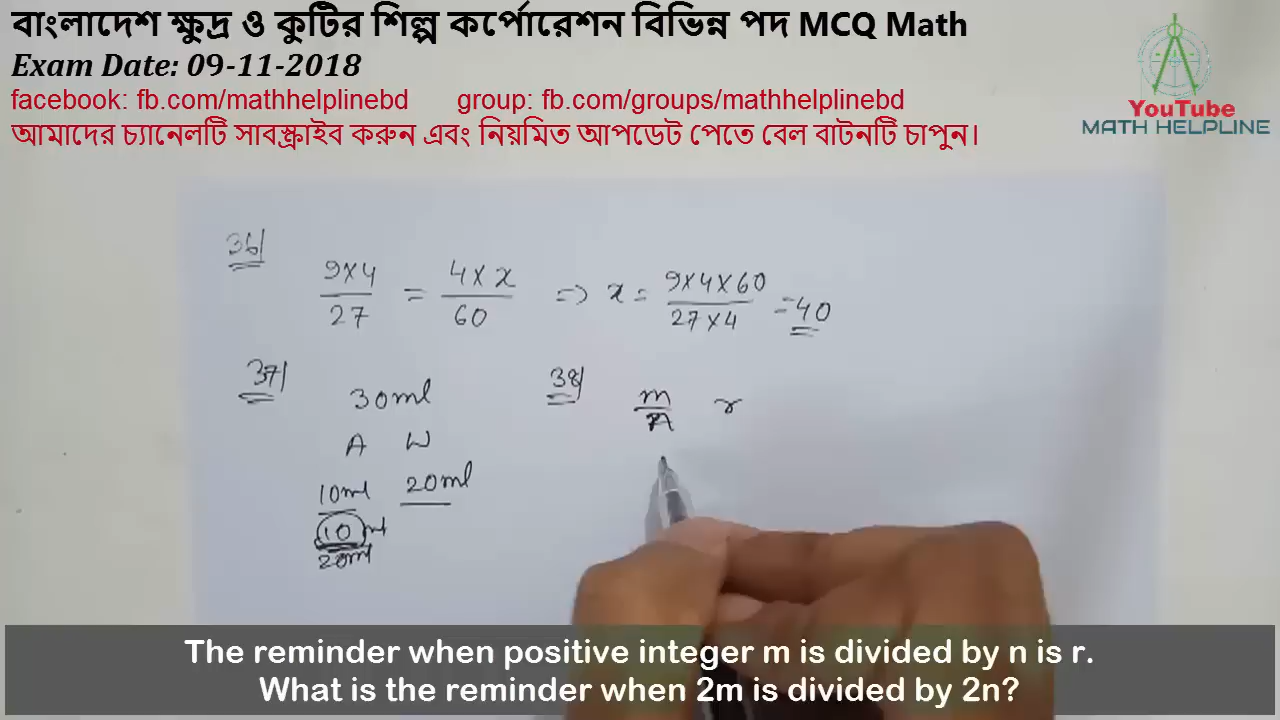 বাংলাদেশ ক্ষুদ্র ও কুটির শিল্প কর্পোরেশন বিভিন্ন পদ MCQ Math
Exam Date: 09-11-2018
facebook: fb.com/mathhelplinebd group: fb.com/groups/mathhelplinebd
আমাদের চ্যানেলটি সাবস্ক্রাইব করুন এবং নিয়মিত আপডেট পেতে বেল বাটনটি চাপুন।
YouTube
MATH HELPLINE
36|
9×4/27 = 4×x/60 => x = 9×4×60/27×4 = 40
37|
30ml
A W
10ml 20ml
10 ml
20ml
38|
m/n r
The reminder when positive integer m is divided by n is r.
What is the reminder when 2m is divided by 2n?